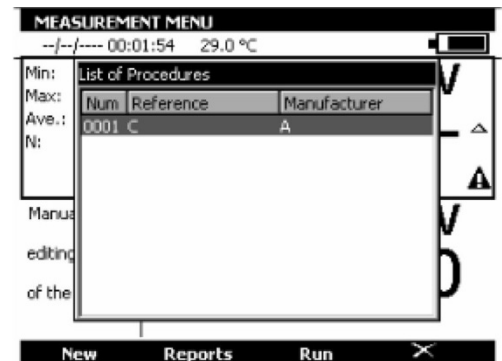 MEASUREMENT MENU
--/--/---- 00:01:54 29.0 °C
Min:
Max:
Ave.:
N:
List of Procedures
Num Reference Manufacturer
0001 C A
V
V
0
editing
of the
New Reports Run